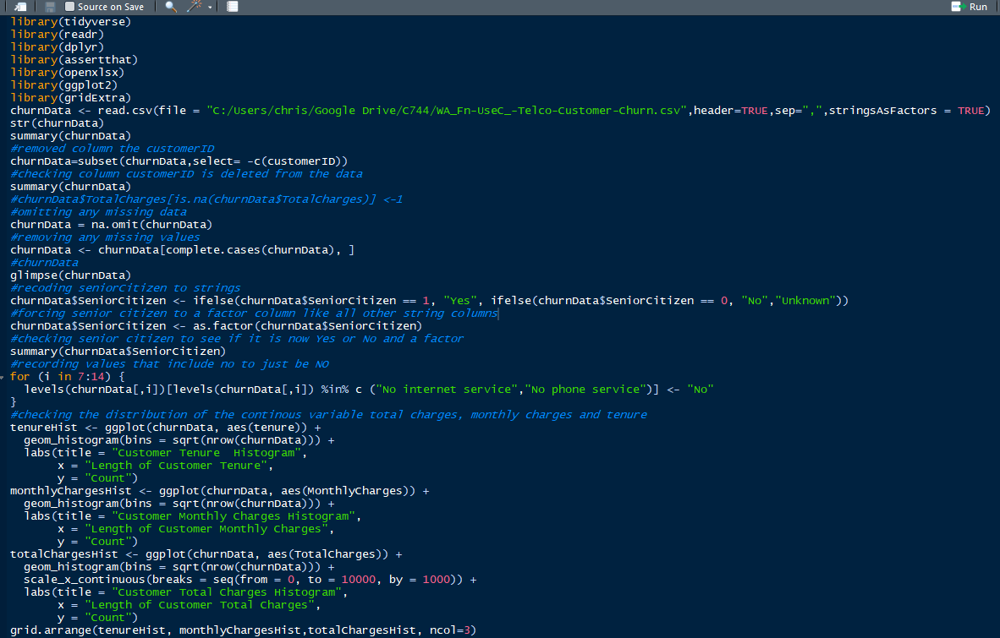 Source on Save
Run
library(tidyverse)
library(readr)
library(dplyr)
library(assertthat)
library(openxlsx)
library(ggplot2)
library(gridExtra)
churnData <- read.csv(file = "C:/Users/chris/Google Drive/C744/WA_Fn-UseC_-Telco-Customer-Churn.csv",header=TRUE,sep=",",stringsAsFactors = TRUE)
str(churnData)
summary(churnData)
#removed column the customerID
churnData=subset(churnData,select= -c(customerID))
#checking column customerID is deleted from the data
summary(churnData)
#churnData$TotalCharges[is.na(churnData$TotalCharges)] <-1
#omitting any missing data
churnData = na.omit(churnData)
#removing any missing values
churnData <- churnData[complete.cases(churnData), ]
#churnData
glimpse(churnData)
#recoding seniorCitizen to strings
churnData$SeniorCitizen <- ifelse(churnData$SeniorCitizen == 1, "Yes", ifelse(churnData$SeniorCitizen == 0, "No","Unknown"))
#forcing senior citizen to a factor column like all other string columns
churnData$SeniorCitizen <- as.factor(churnData$SeniorCitizen)
#checking senior citizen to see if it is now Yes or No and a factor
summary(churnData$SeniorCitizen)
#recording values that include no to just be NO
for (i in 7:14) {
  levels(churnData[,i])[levels(churnData[,i]) %in% c ("No internet service","No phone service")] <- "No"
}
#checking the distribution of the continous variable total charges, monthly charges and tenure
tenureHist <- ggplot(churnData, aes(tenure)) +
  geom_histogram(bins = sqrt(nrow(churnData))) +
  labs(title = "Customer Tenure  Histogram",
       x = "Length of Customer Tenure",
       y = "Count")
monthlyChargesHist <- ggplot(churnData, aes(MonthlyCharges)) +
  geom_histogram(bins = sqrt(nrow(churnData))) +
  labs(title = "Customer Monthly Charges Histogram",
       x = "Length of Customer Monthly Charges",
       y = "Count")
totalChargesHist <- ggplot(churnData, aes(TotalCharges)) +
  geom_histogram(bins = sqrt(nrow(churnData))) +
  scale_x_continuous(breaks = seq(from = 0, to = 10000, by = 1000)) +
  labs(title = "Customer Total Charges Histogram",
       x = "Length of Customer Total Charges",
       y = "Count")
grid.arrange(tenureHist, monthlyChargesHist,totalChargesHist, ncol=3)